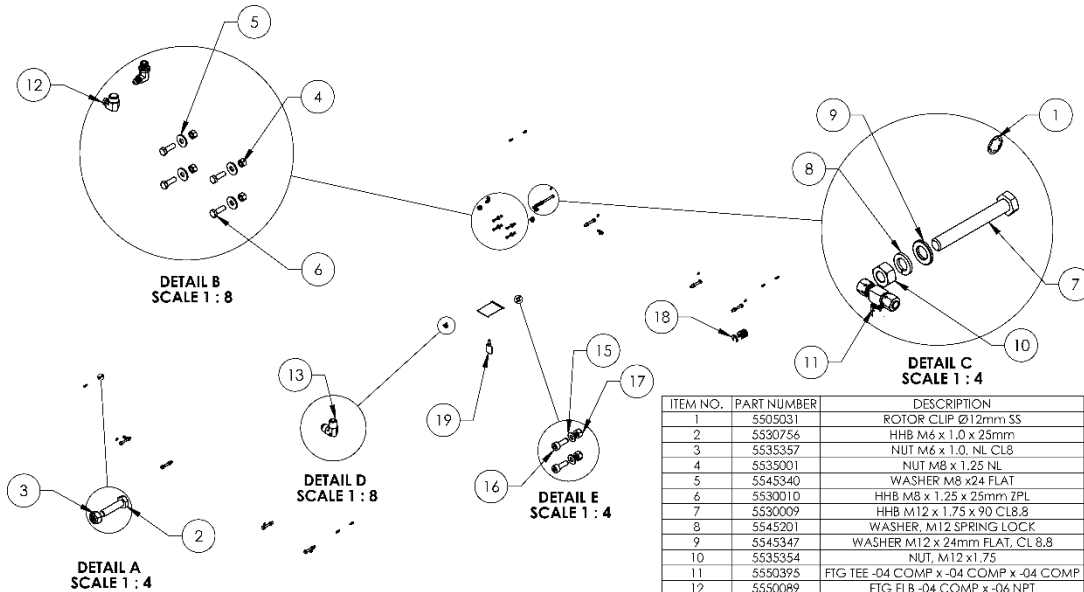 5
12
4
6
DETAIL B
SCALE 1 : 8
1
9
8
7
10
11
DETAIL C
SCALE 1 : 4
18
15
17
16
DETAIL E
SCALE 1 : 4
19
13
DETAIL D
SCALE 1 : 8
3
2
DETAIL A
SCALE 1 : 4
ITEM NO. PART NUMBER DESCRIPTION
1 5505031 ROTOR CLIP Ø12mm SS
2 5530756 HHB M6 x 1.0 x 25mm
3 5535357 NUT M6 x 1.0, NL CL8
4 5535001 NUT M8 x 1.25 NL
5 5545340 WASHER M8 x24 FLAT
6 5530010 HHB M8 x 1.25 x 25mm ZPL
7 5530009 HHB M12 x 1.75 x 90 CL8.8
8 5545201 WASHER, M12 SPRING LOCK
9 5545347 WASHER M12 x 24mm FLAT, CL 8.8
10 5535354 NUT, M12 x1.75
11 5550395 FTG TEE -04 COMP x -04 COMP x -04 COMP
12 5550089 FTG ELB -04 COMP x -06 NPT